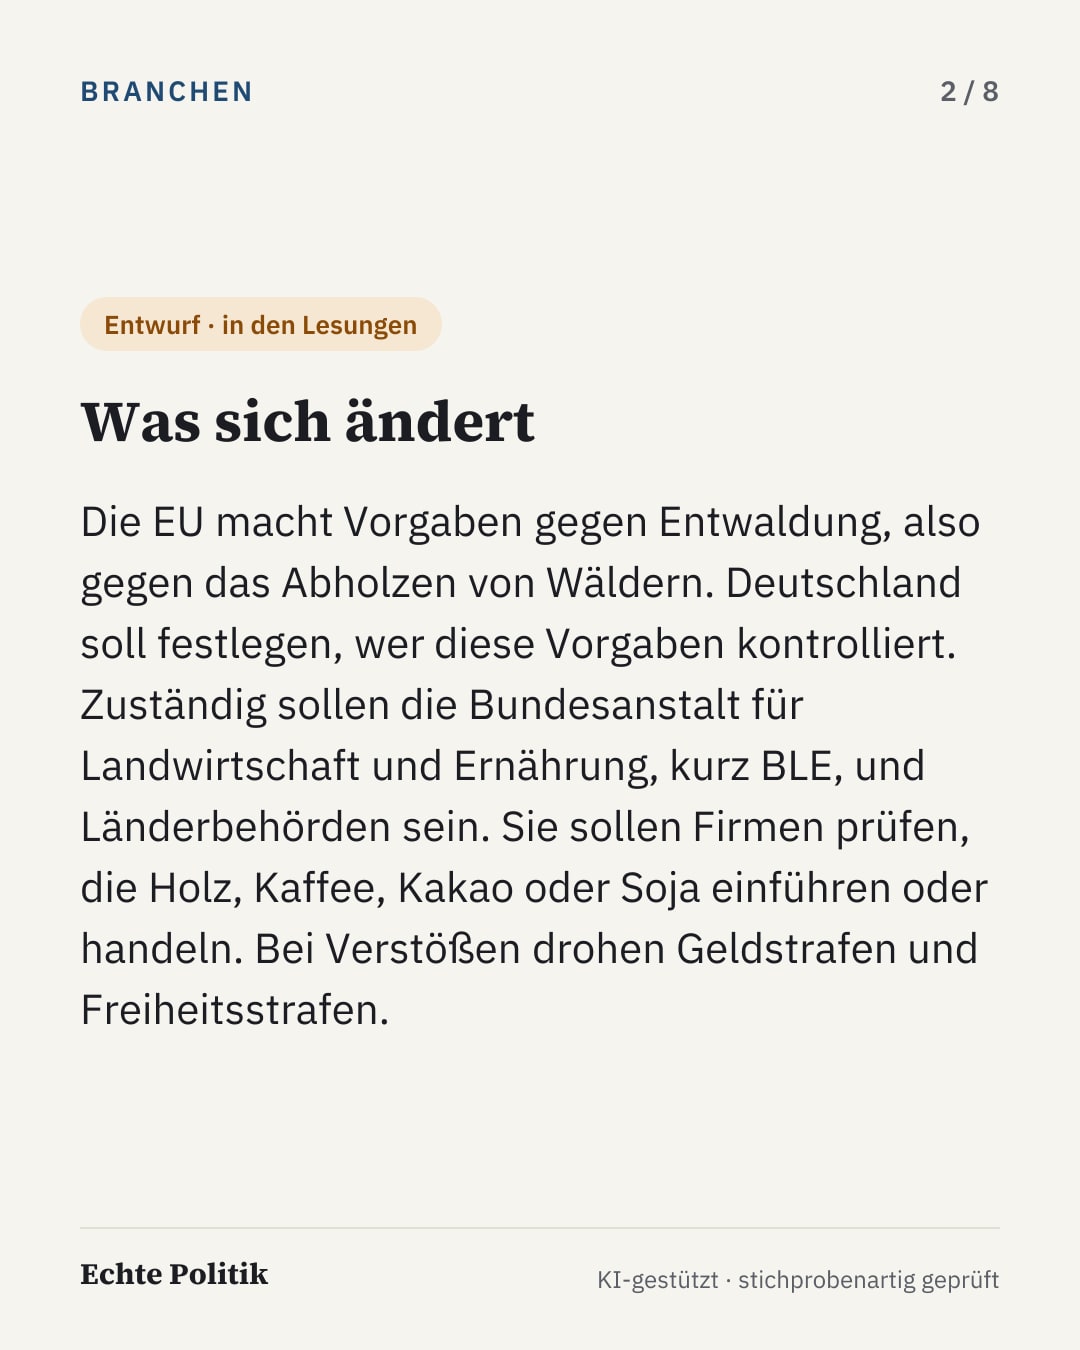 BRANCHEN
2 / 8
Entwurf · in den Lesungen
Was sich ändert
Die EU macht Vorgaben gegen Entwaldung, also
gegen das Abholzen von Wäldern. Deutschland
soll festlegen, wer diese Vorgaben kontrolliert.
Zuständig sollen die Bundesanstalt für
Landwirtschaft und Ernährung, kurz BLE, und
Länderbehörden sein. Sie sollen Firmen prüfen,
die Holz, Kaffee, Kakao oder Soja einführen oder
handeln. Bei Verstößen drohen Geldstrafen und
Freiheitsstrafen.
Echte Politik
KI-gestützt · stichprobenartig geprüft